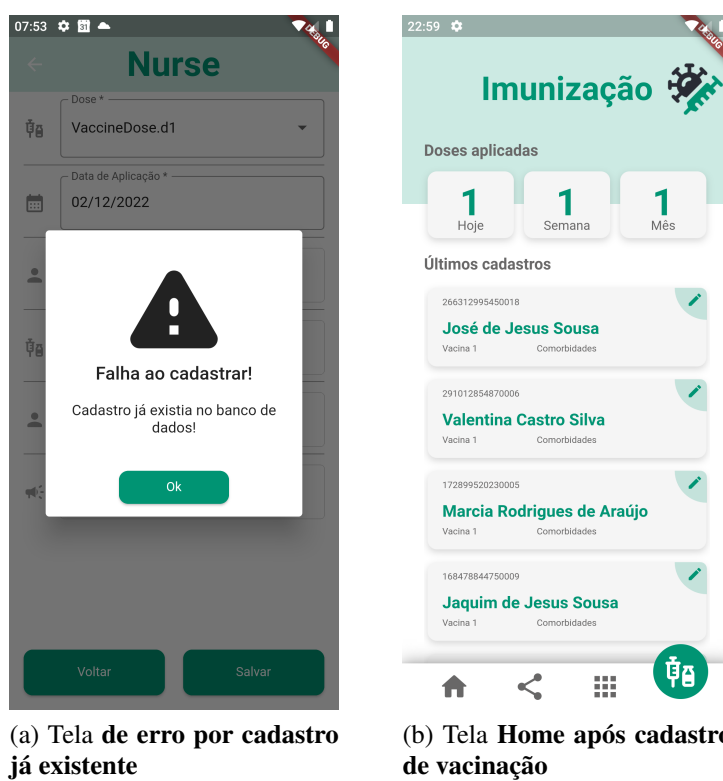 07:53
31
DEBUG
Nurse
Dose *
VaccineDose.d1
Data de Aplicação *
02/12/2022
Falha ao cadastrar!
Cadastro já existia no banco de
dados!
Ok
Voltar
Salvar
(a) Tela de erro por cadastro
já existente
22:59
DEBUG
Imunização
Doses aplicadas
1
Hoje
1
Semana
1
Mês
Últimos cadastros
266312995450018
José de Jesus Sousa
Vacina 1 Comorbidades
291012854870006
Valentina Castro Silva
Vacina 1 Comorbidades
172899520230005
Marcia Rodrigues de Araújo
Vacina 1 Comorbidades
168478844750009
Jaquim de Jesus Sousa
Vacina 1 Comorbidades
(b) Tela Home após cadastro
de vacinação